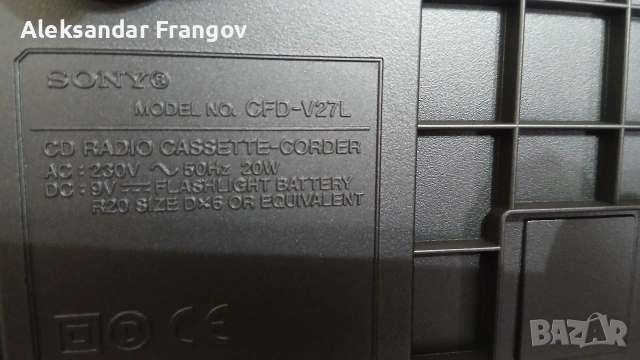 Aleksandar Frangov
SONY®
MODEL NO. CFD-V27L
CD RADIO CASSETTE-CORDER
AC : 230V ∿ 50Hz 20W
DC : 9V ⎓ FLASHLIGHT BATTERY
R20 SIZE D×6 OR EQUIVALENT
CE
BAZAR